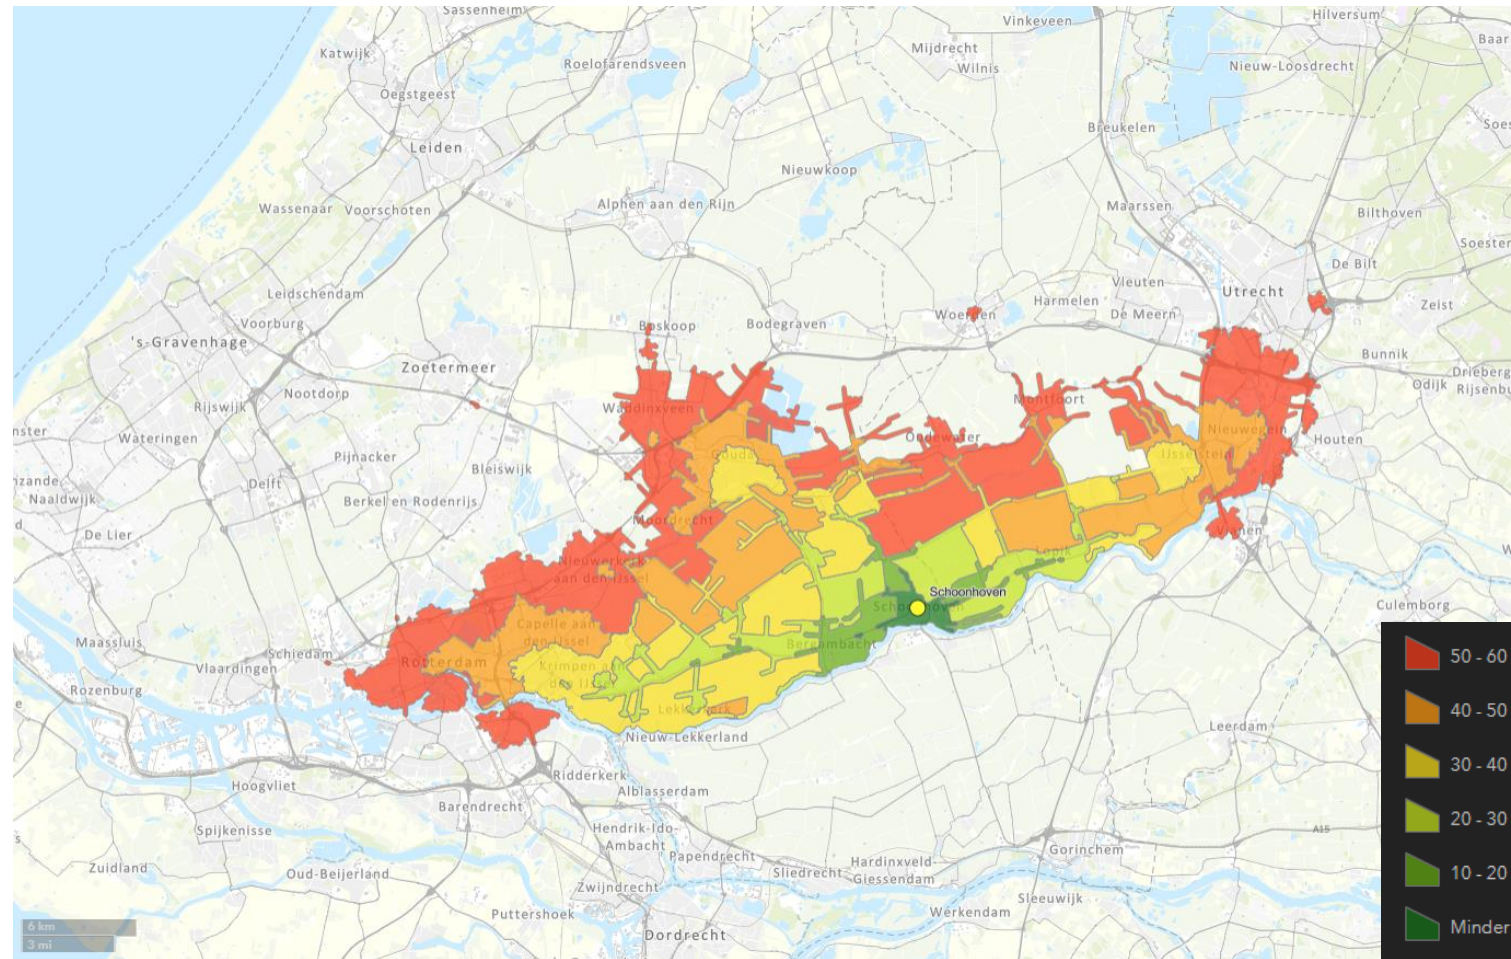 Sassenheim
Vinkeveen
Hilversum
Baar
Katwijk
Roelofarendsveen
Mijdrecht
Wilnis
Nieuw-Loosdrecht
Oegstgeest
Soes
Breukelen
Leiden
Nieuwkoop
Wassenaar
Voorschoten
Alphen aan den Rijn
Maarssen
Bilthoven
Soester
De Bilt
Leidschendam
Vleuten
Utrecht
Harmelen
Zeist
Voorburg
Boskoop
Bodegraven
Woerden
De Meern
's-Gravenhage
Bunnik
Zoetermeer
Drieberg
Odijk
Rijsenbu
Nootdorp
Rijswijk
Waddinxveen
Montfoort
nster
Wateringen
Oudewater
Nieuwegein
Houten
Pijnacker
Gouda
IJsselstein
Bleiswijk
nzande
Naaldwijk
Delft
Berkel en Rodenrijs
d
De Lier
Moordrecht
Vianen
W
Nieuwerkerk
aan den IJssel
Lopik
Schoonhoven
Schoonhoven
Culemborg
Maassluis
Capelle aan
den IJssel
Schiedam
Bergambacht
Vlaardingen
Rotterdam
Krimpen aan
den IJssel
Rozenburg
e
Lekkerkerk
Leerdam
Nieuw-Lekkerland
Hoogvliet
Ridderkerk
Alblasserdam
Barendrecht
Spijkenisse
Hendrik-Ido-
Ambacht
A15
Papendrecht
Gorinchem
Hardinxveld-
Giessendam
Zuidland
Oud-Beijerland
Sliedrecht
Zwijndrecht
Sleeuwijk
Puttershoek
Werkendam
Dordrecht
6 km
3 mi
50 - 60
40 - 50
30 - 40
20 - 30
10 - 20
Minder